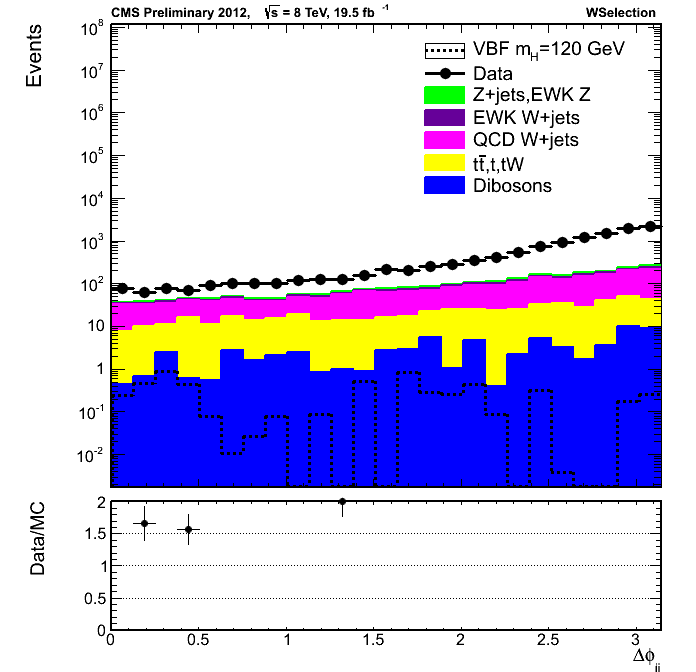 CMS Preliminary 2012, √s = 8 TeV, 19.5 fb⁻¹ WSelection
Events
10⁸
10⁷
10⁶
10⁵
10⁴
10³
10²
10
1
10⁻¹
10⁻²
VBF m_H=120 GeV
Data
Z+jets,EWK Z
EWK W+jets
QCD W+jets
tt̅,t,tW
Dibosons
Data/MC
2
1.5
1
0.5
0
0 0.5 1 1.5 2 2.5 3
Δϕ_jj